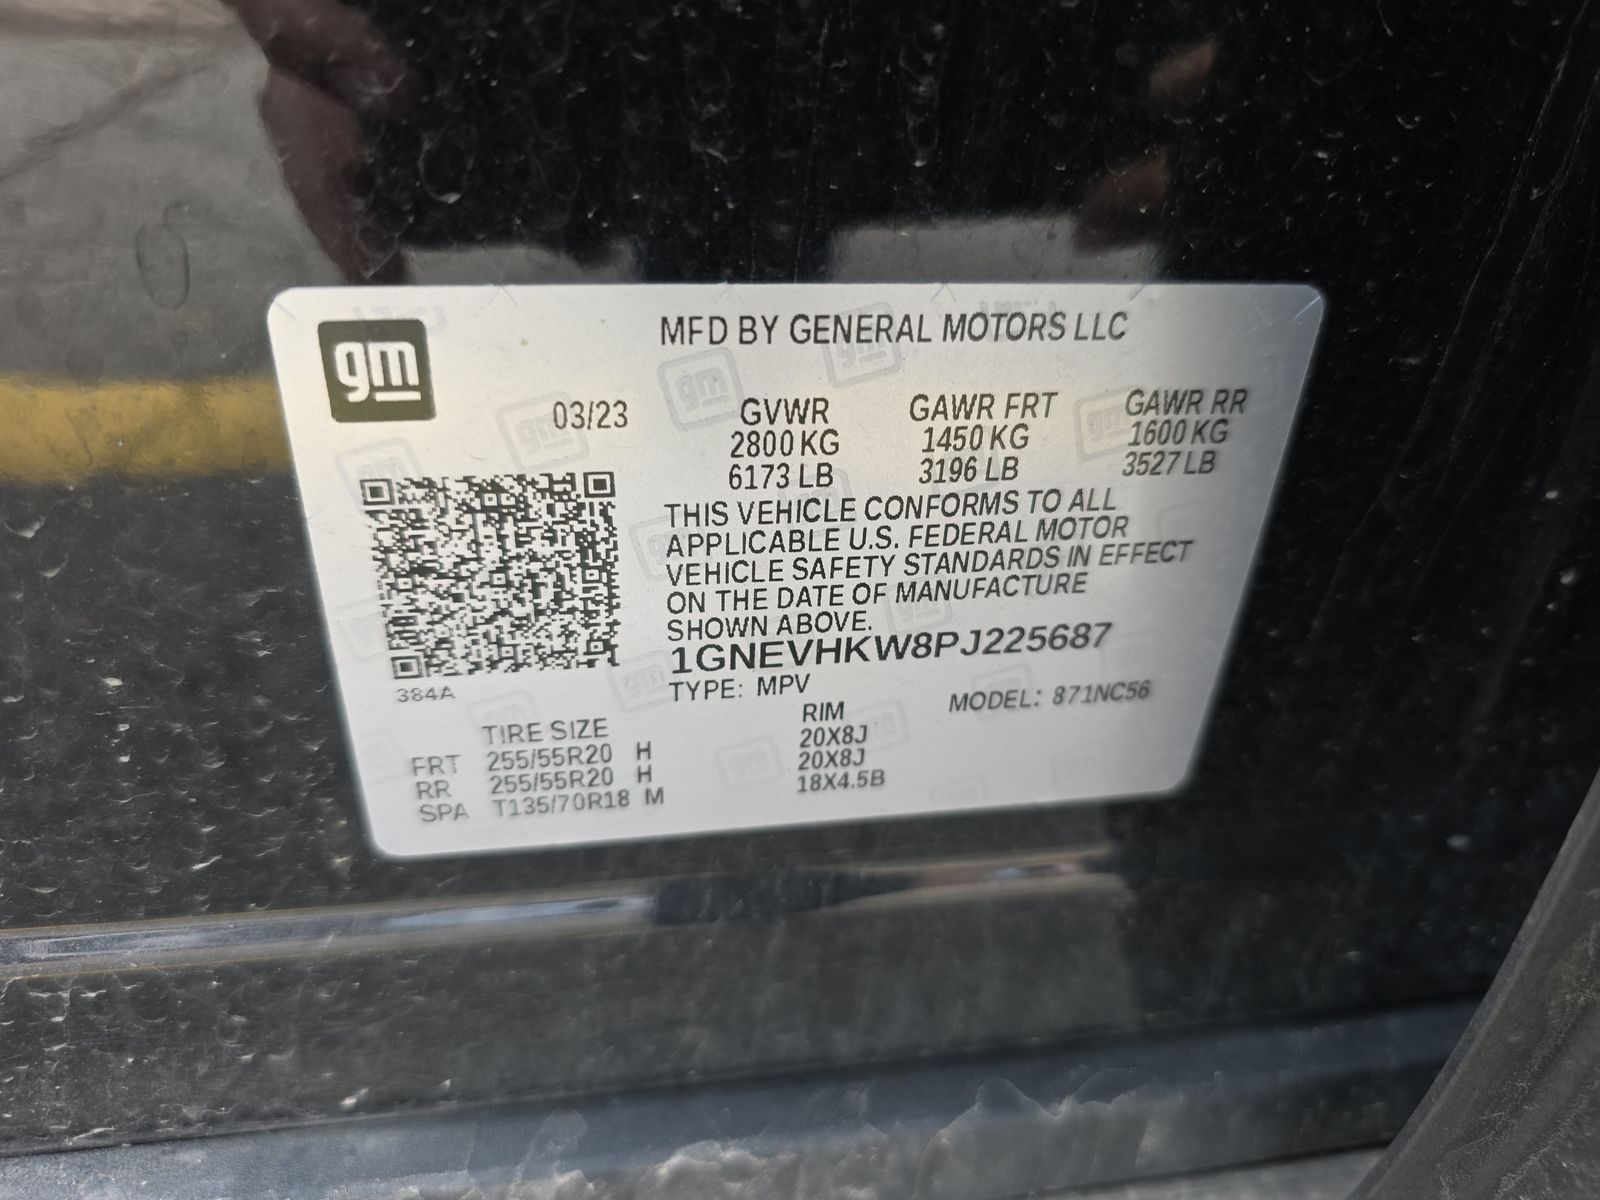 gm
MFD BY GENERAL MOTORS LLC
03/23
GVWR GAWR FRT GAWR RR
2800 KG 1450 KG 1600 KG
6173 LB 3196 LB 3527 LB
THIS VEHICLE CONFORMS TO ALL
APPLICABLE U.S. FEDERAL MOTOR
VEHICLE SAFETY STANDARDS IN EFFECT
ON THE DATE OF MANUFACTURE
SHOWN ABOVE.
1GNEVHKW8PJ225687
384A
TYPE: MPV MODEL: 871NC56
TIRE SIZE RIM
FRT 255/55R20 H 20X8J
RR 255/55R20 H 20X8J
SPA T135/70R18 M 18X4.5B